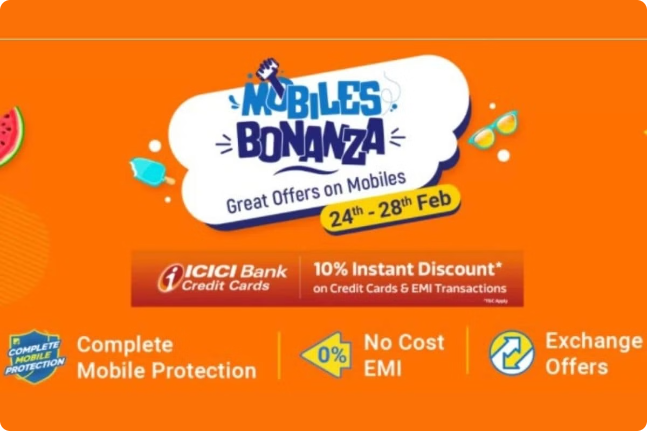 MOBILES
BONANZA
Great Offers on Mobiles
24th - 28th Feb
ICICI Bank
Credit Cards
10% Instant Discount*
on Credit Cards & EMI Transactions
*T&C Apply
COMPLETE
MOBILE
PROTECTION
Complete
Mobile Protection
0%
No Cost
EMI
Exchange
Offers